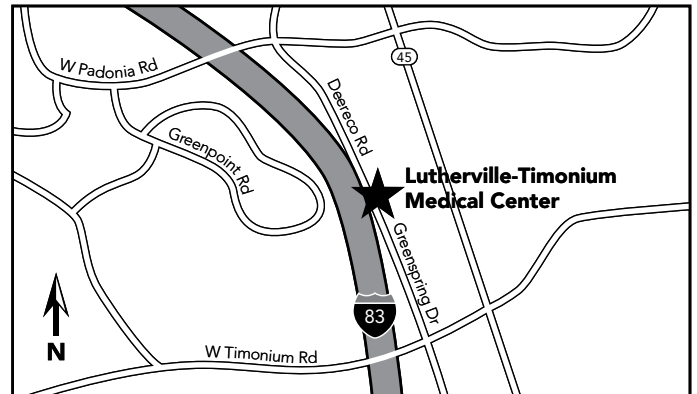 45
W Padonia Rd
Deereco Rd
Greenpoint Rd
Lutherville-Timonium
Medical Center
Greenspring Dr
83
N
W Timonium Rd